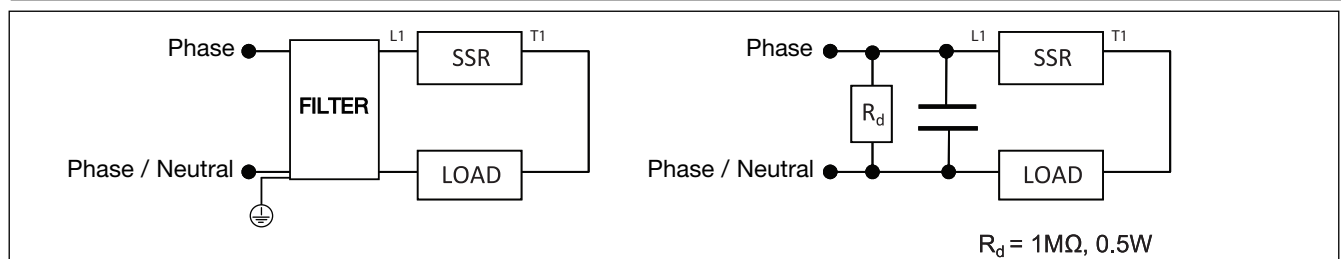 Phase
L1
SSR
T1
FILTER
Phase / Neutral
LOAD
Phase
L1
SSR
T1
Rd
Phase / Neutral
LOAD
Rd = 1MΩ, 0.5W